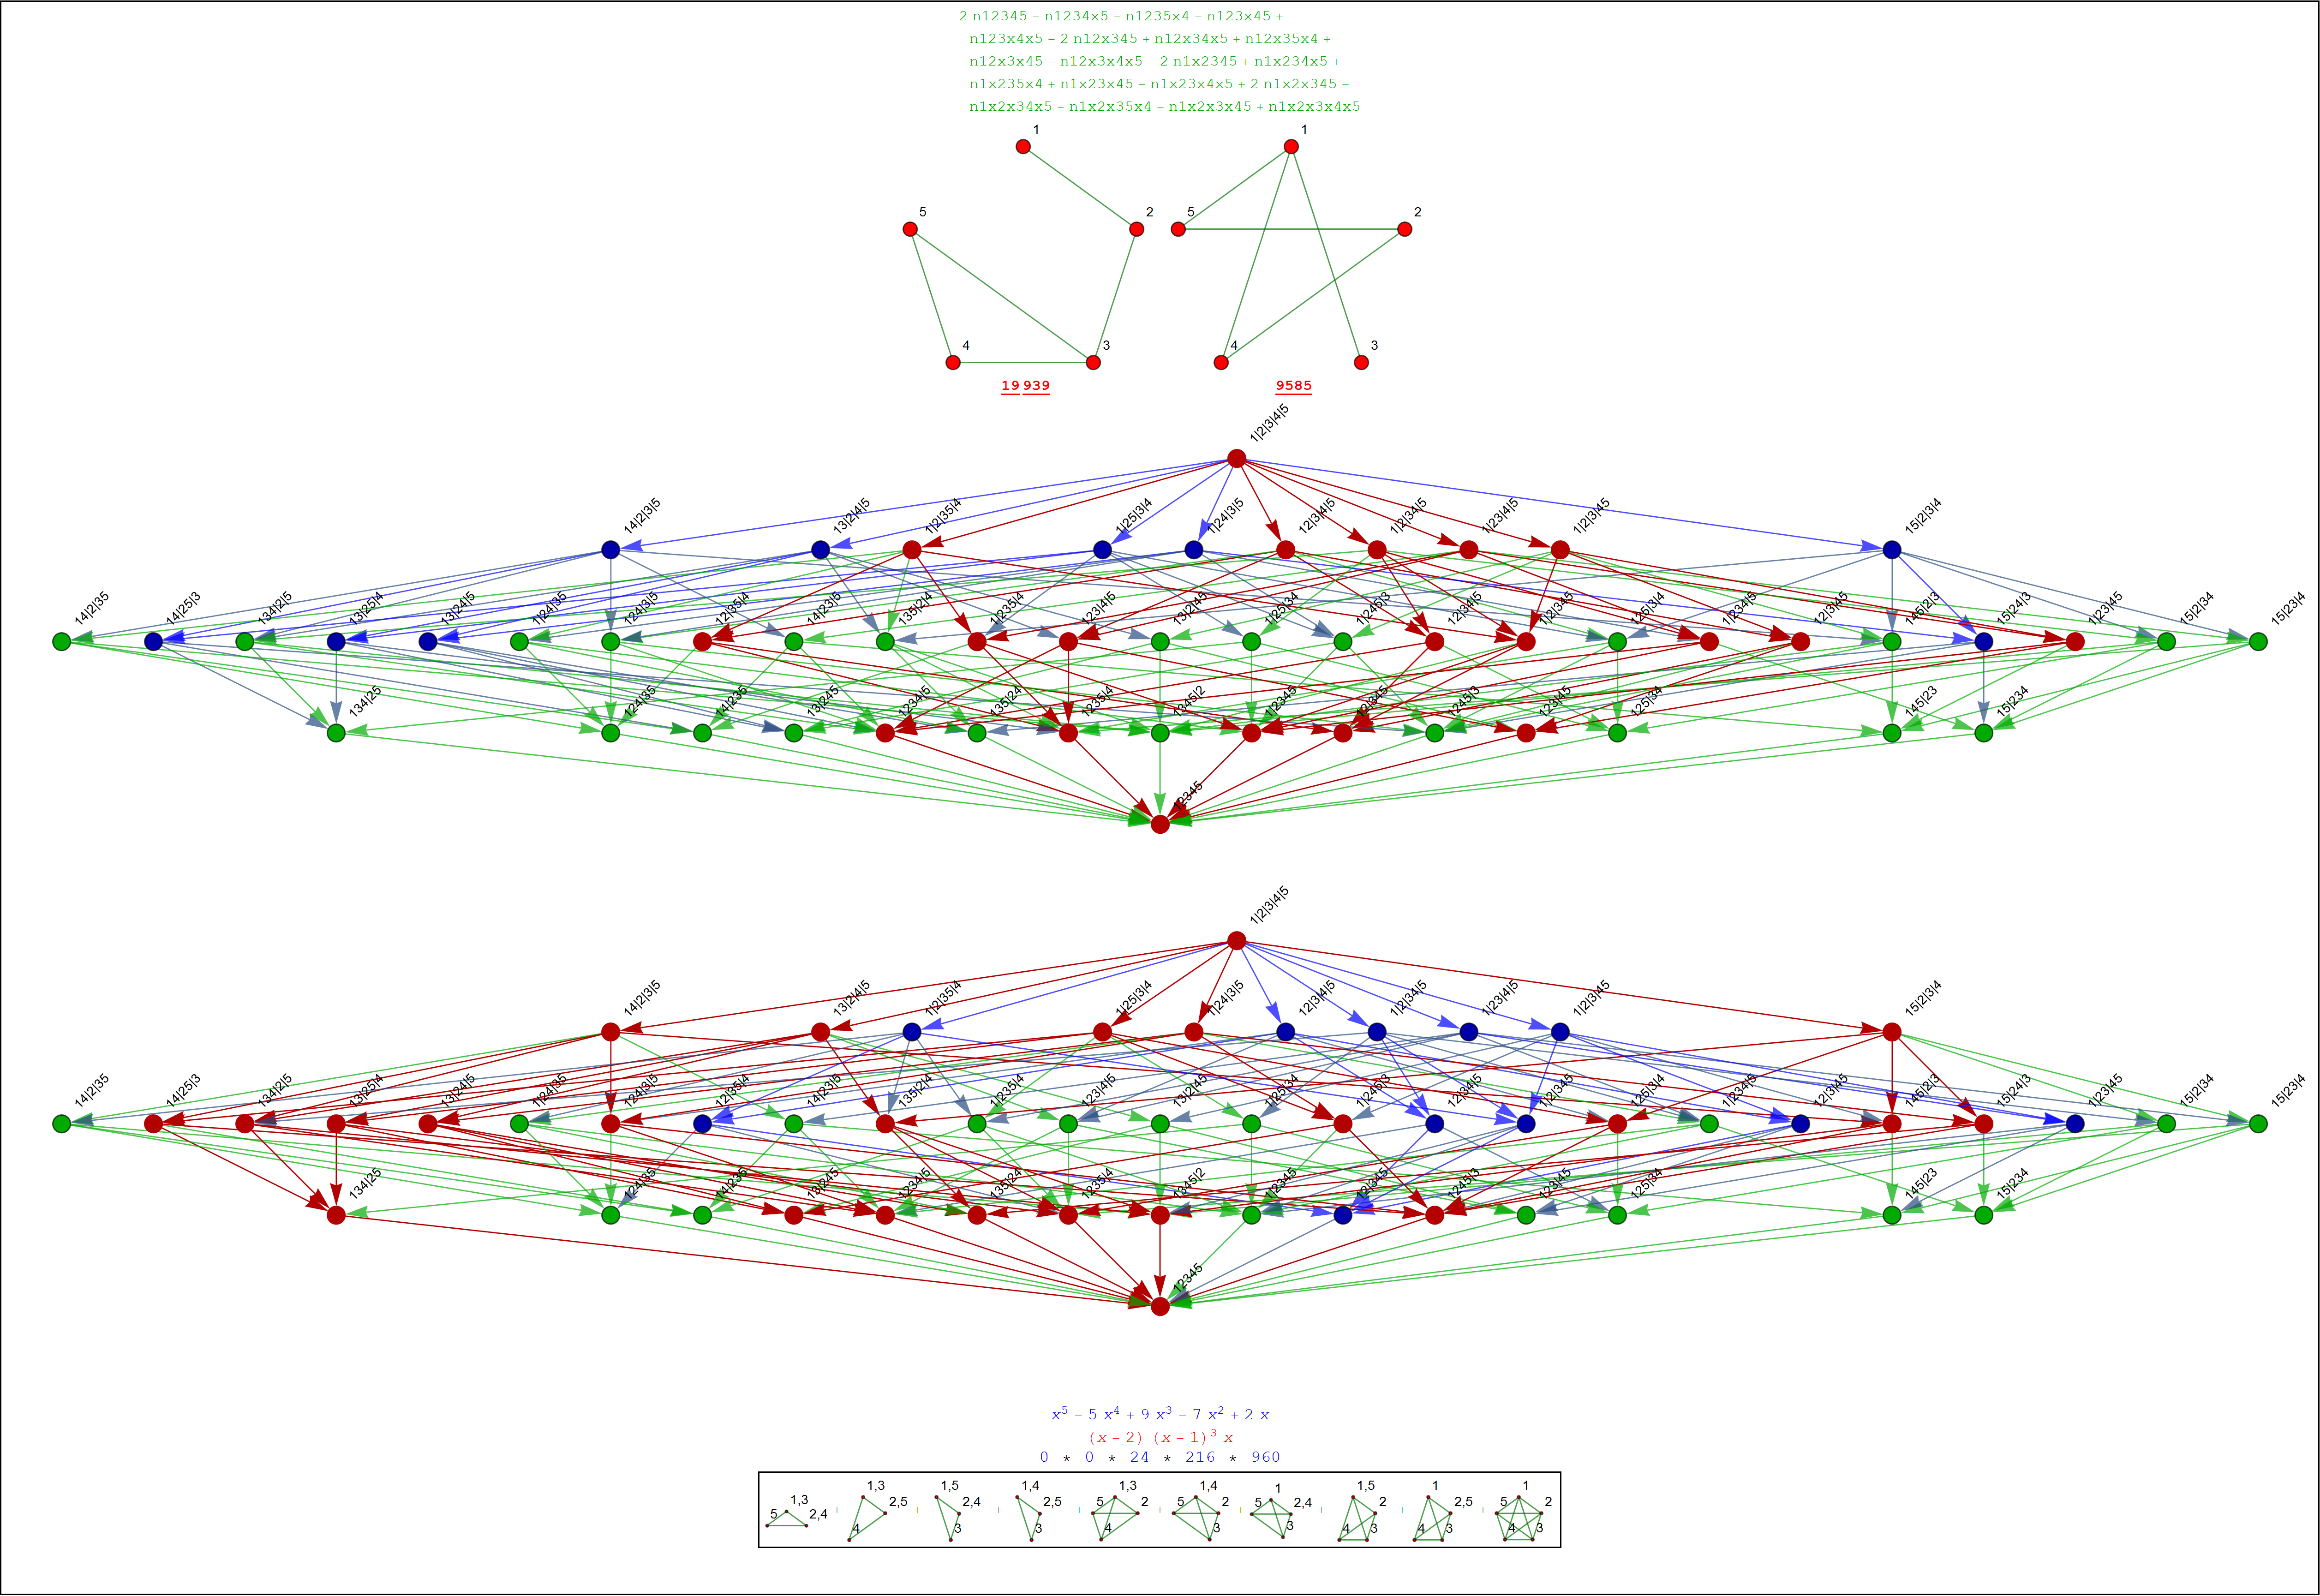 2 n12345 – n1234x5 – n1235x4 – n123x45 +
n123x4x5 – 2 n12x345 + n12x34x5 + n12x35x4 +
n12x3x45 – n12x3x4x5 – 2 n1x2345 + n1x234x5 +
n1x235x4 + n1x23x45 – n1x23x4x5 + 2 n1x2x345 –
n1x2x34x5 – n1x2x35x4 – n1x2x3x45 + n1x2x3x4x5
1 1
5 2 5 2
4 3 4 3
19 939 9585
1|2|3|4|5
14|2|3|5 13|2|4|5 1|2|35|4 1|25|3|4 1|24|3|5 12|3|4|5 1|2|34|5 1|23|4|5 1|2|3|45 15|2|3|4
14|2|35 14|25|3 134|2|5 13|25|4 13|24|5 1|24|35 124|3|5 12|35|4 14|23|5 135|2|4 1|235|4 123|4|5 13|2|45 1|25|34 1|245|3 12|34|5 1|2|345 125|3|4 1|234|5 12|3|45 145|2|3 15|24|3 1|23|45 15|2|34 15|23|4
134|25 124|35 14|235 13|245 1234|5 135|24 1235|4 1345|2 1|2345 12|345 1245|3 123|45 125|34 145|23 15|234
12345
1|2|3|4|5
14|2|3|5 13|2|4|5 1|2|35|4 1|25|3|4 1|24|3|5 12|3|4|5 1|2|34|5 1|23|4|5 1|2|3|45 15|2|3|4
14|2|35 14|25|3 134|2|5 13|25|4 13|24|5 1|24|35 124|3|5 12|35|4 14|23|5 135|2|4 1|235|4 123|4|5 13|2|45 1|25|34 1|245|3 12|34|5 1|2|345 125|3|4 1|234|5 12|3|45 145|2|3 15|24|3 1|23|45 15|2|34 15|23|4
134|25 124|35 14|235 13|245 1234|5 135|24 1235|4 1345|2 1|2345 12|345 1245|3 123|45 125|34 145|23 15|234
12345
x⁵ – 5 x⁴ + 9 x³ – 7 x² + 2 x
(x – 2) (x – 1)³ x
0 * 0 * 24 * 216 * 960
1,3 1,3 1,5 1,4 1,3 1,4 1 1,5 1 1
5 2,4 + 2,5 + 2,4 + 2,5 + 5 2 + 5 2 + 5 2,4 + 2 + 2,5 + 5 2
4 3 3 4 3 3 4 3 4 3 4 3